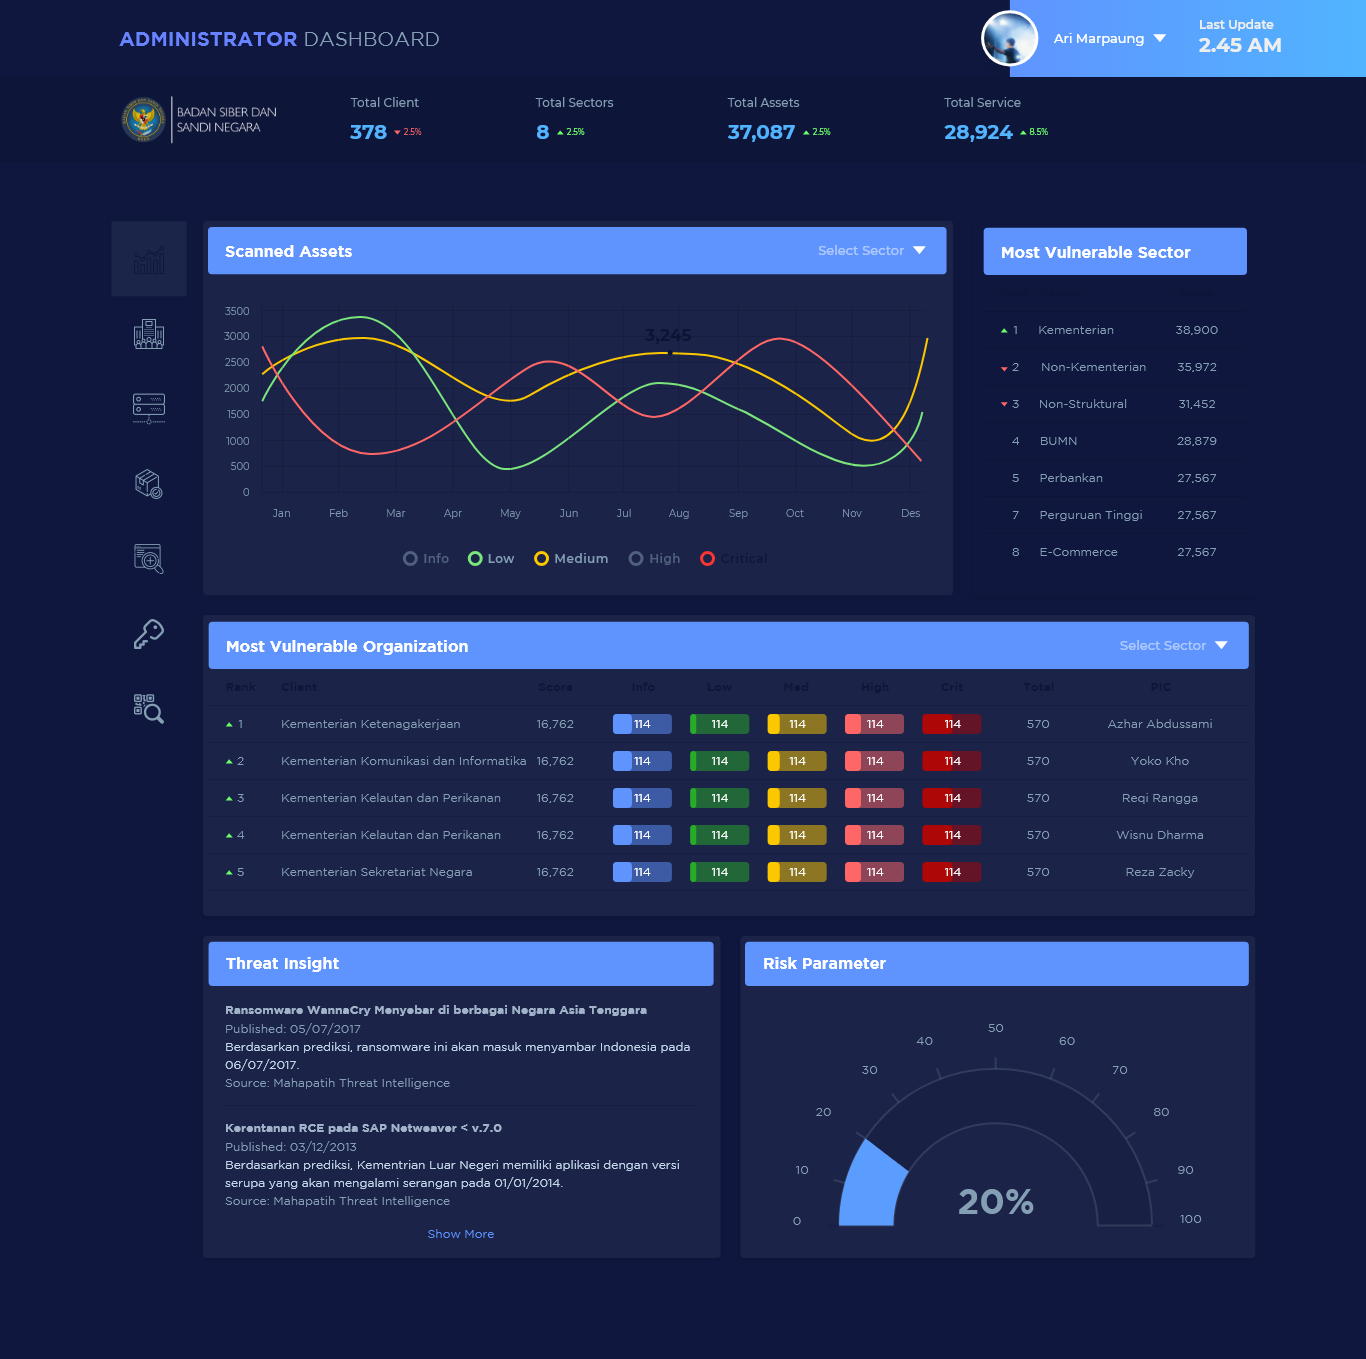 ADMINISTRATOR DASHBOARD
Ari Marpaung
Last Update
2.45 AM
BADAN SIBER DAN
SANDI NEGARA
Total Client
378 2.5%
Total Sectors
8 2.5%
Total Assets
37,087 2.5%
Total Service
28,924 8.5%
Scanned Assets Select Sector
3500
3000
2500
2000
1500
1000
500
0
3,245
Jan Feb Mar Apr May Jun Jul Aug Sep Oct Nov Des
Info Low Medium High Critical
Most Vulnerable Sector
1 Kementerian 38,900
2 Non-Kementerian 35,972
3 Non-Struktural 31,452
4 BUMN 28,879
5 Perbankan 27,567
7 Perguruan Tinggi 27,567
8 E-Commerce 27,567
Most Vulnerable Organization Select Sector
Rank Client Score Info Low Med High Crit Total PIC
1 Kementerian Ketenagakerjaan 16,762 114 114 114 114 114 570 Azhar Abdussami
2 Kementerian Komunikasi dan Informatika 16,762 114 114 114 114 114 570 Yoko Kho
3 Kementerian Kelautan dan Perikanan 16,762 114 114 114 114 114 570 Reqi Rangga
4 Kementerian Kelautan dan Perikanan 16,762 114 114 114 114 114 570 Wisnu Dharma
5 Kementerian Sekretariat Negara 16,762 114 114 114 114 114 570 Reza Zacky
Threat Insight
Ransomware WannaCry Menyebar di berbagai Negara Asia Tenggara
Published: 05/07/2017
Berdasarkan prediksi, ransomware ini akan masuk menyambar Indonesia pada
06/07/2017.
Source: Mahapatih Threat Intelligence
Kerentanan RCE pada SAP Netweaver < v.7.0
Published: 03/12/2013
Berdasarkan prediksi, Kementrian Luar Negeri memiliki aplikasi dengan versi
serupa yang akan mengalami serangan pada 01/01/2014.
Source: Mahapatih Threat Intelligence
Show More
Risk Parameter
0
10
20
30
40
50
60
70
80
90
100
20%